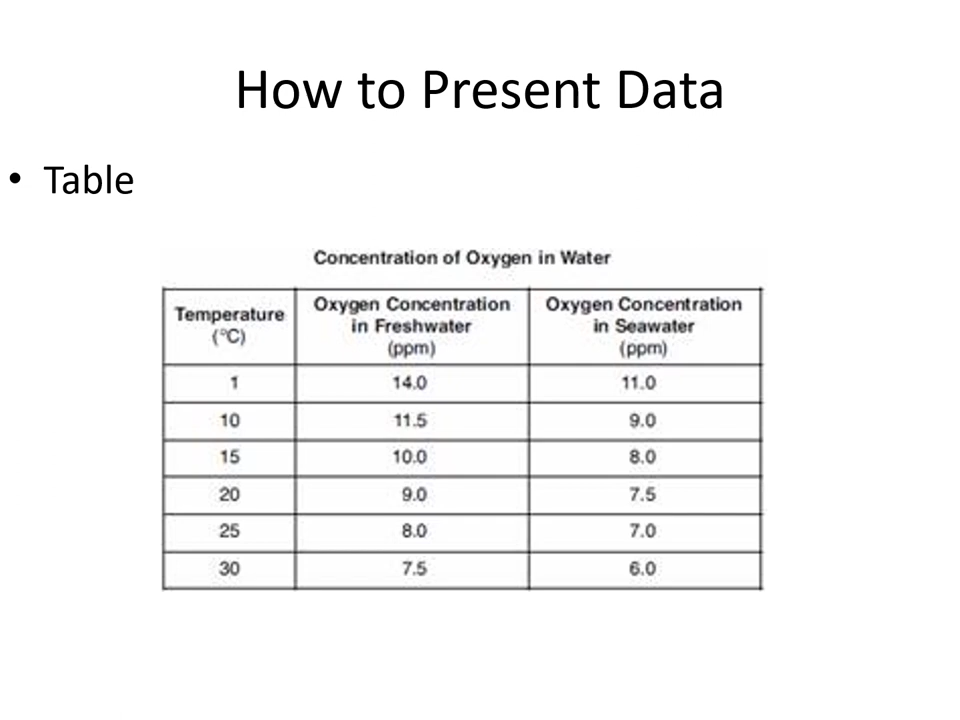 How to Present Data
• Table
Concentration of Oxygen in Water
Temperature (°C) Oxygen Concentration in Freshwater (ppm) Oxygen Concentration in Seawater (ppm)
1 14.0 11.0
10 11.5 9.0
15 10.0 8.0
20 9.0 7.5
25 8.0 7.0
30 7.5 6.0